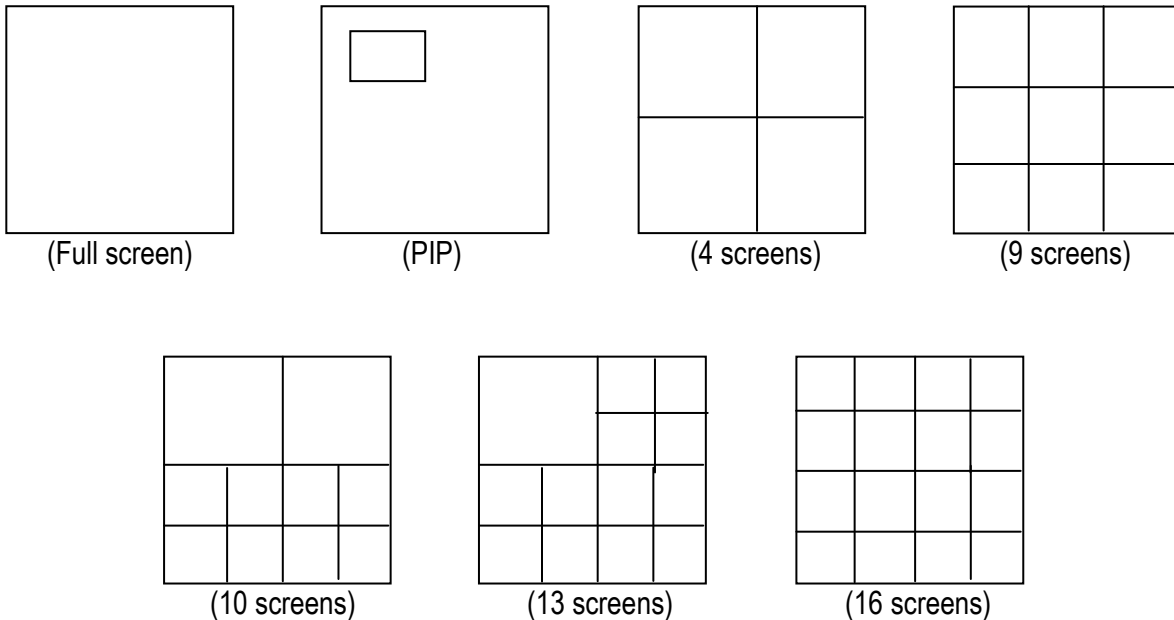 (Full screen)
(PIP)
(4 screens)
(9 screens)
(10 screens)
(13 screens)
(16 screens)